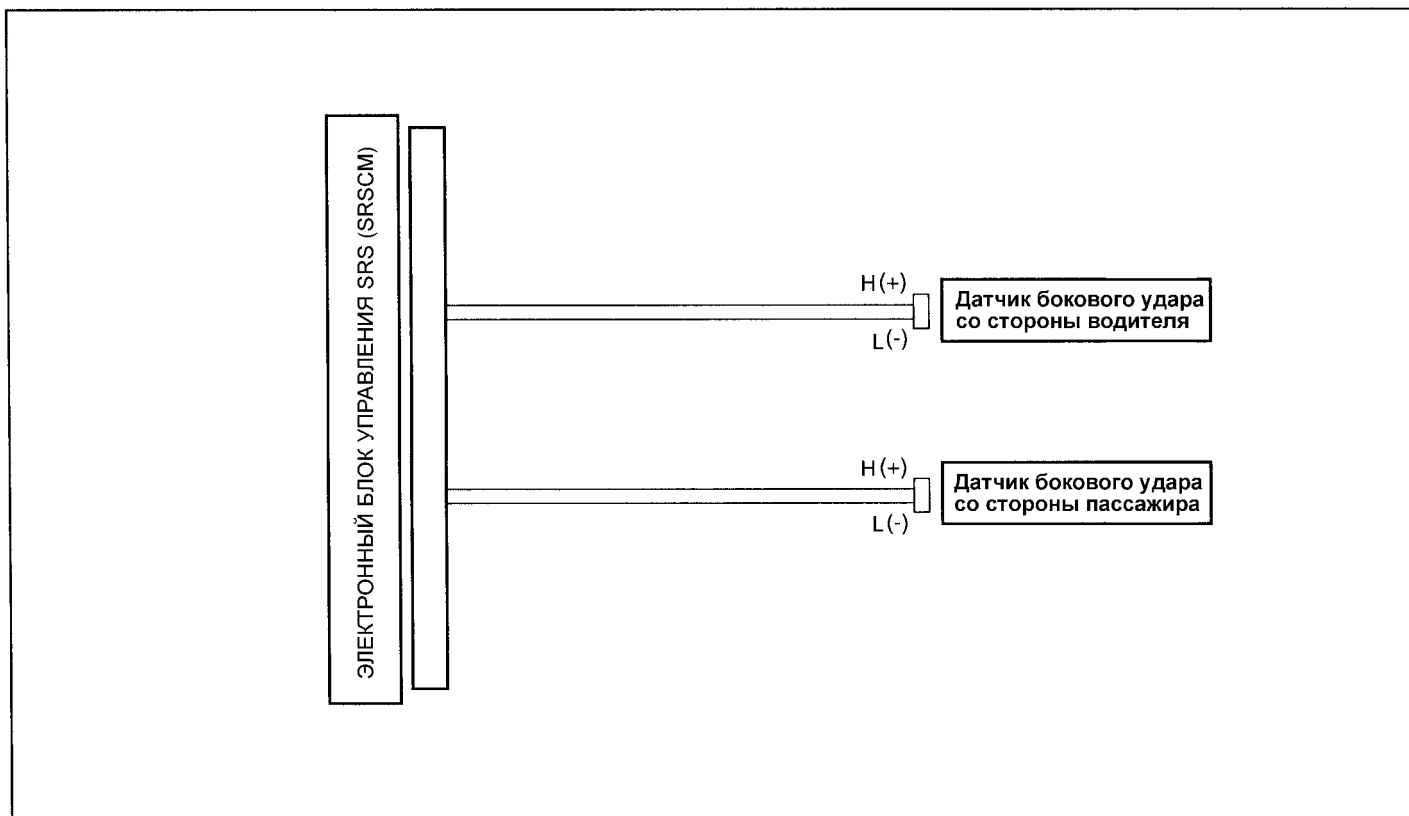 ЭЛЕКТРОННЫЙ БЛОК УПРАВЛЕНИЯ SRS (SRSCM)
H(+)
L(-)
Датчик бокового удара
со стороны водителя
H(+)
L(-)
Датчик бокового удара
со стороны пассажира